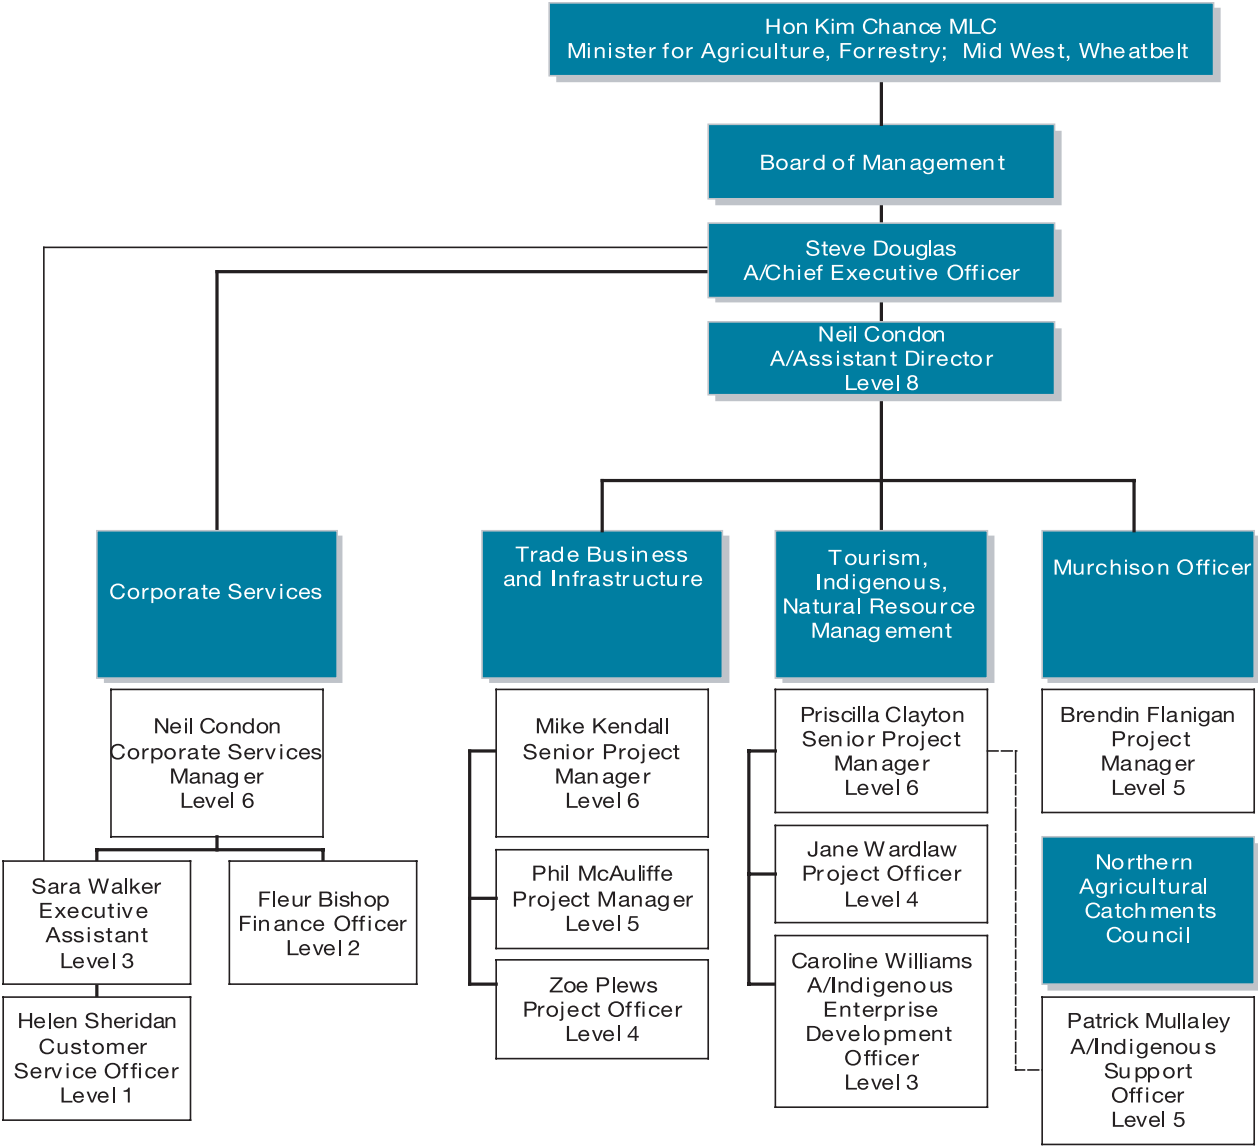 Hon Kim Chance MLC
Minister for Agriculture, Forrestry; Mid West, Wheatbelt
Board of Management
Steve Douglas
A/Chief Executive Officer
Neil Condon
A/Assistant Director
Level 8
Corporate Services
Trade Business
and Infrastructure
Tourism,
Indigenous,
Natural Resource
Management
Murchison Officer
Neil Condon
Corporate Services
Manager
Level 6
Mike Kendall
Senior Project
Manager
Level 6
Priscilla Clayton
Senior Project
Manager
Level 6
Brendin Flanigan
Project
Manager
Level 5
Sara Walker
Executive
Assistant
Level 3
Fleur Bishop
Finance Officer
Level 2
Phil McAuliffe
Project Manager
Level 5
Jane Wardlaw
Project Officer
Level 4
Northern
Agricultural
Catchments
Council
Helen Sheridan
Customer
Service Officer
Level 1
Zoe Plews
Project Officer
Level 4
Caroline Williams
A/Indigenous
Enterprise
Development
Officer
Level 3
Patrick Mullaley
A/Indigenous
Support
Officer
Level 5